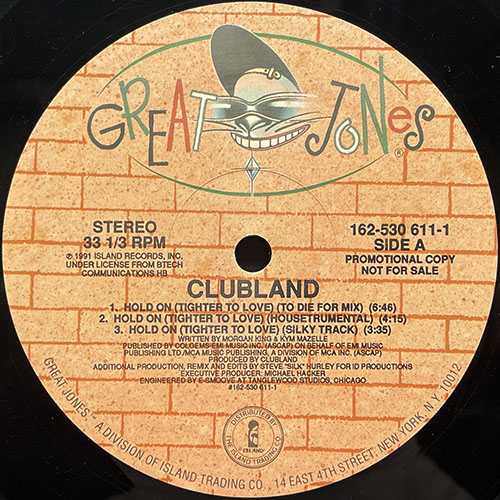 GREAT JONES
®
STEREO
33 1/3 RPM
℗ 1991 ISLAND RECORDS, INC.
UNDER LICENSE FROM BTECH
COMMUNICATIONS HB
162-530 611-1
SIDE A
PROMOTIONAL COPY
NOT FOR SALE
CLUBLAND
1. HOLD ON (TIGHTER TO LOVE) (TO DIE FOR MIX) (6:46)
2. HOLD ON (TIGHTER TO LOVE) (HOUSETRUMENTAL) (4:15)
3. HOLD ON (TIGHTER TO LOVE) (SILKY TRACK) (3:35)
WRITTEN BY MORGAN KING & KYM MAZELLE
PUBLISHED BY COLGEMS-EMI MUSIC INC. (ASCAP) ON BEHALF OF EMI MUSIC
PUBLISHING LTD./MCA MUSIC PUBLISHING, A DIVISION OF MCA INC. (ASCAP)
PRODUCED BY CLUBLAND
ADDITIONAL PRODUCTION, REMIX AND EDITS BY STEVE "SILK" HURLEY FOR ID PRODUCTIONS
EXECUTIVE PRODUCER: MICHAEL HACKER
ENGINEERED BY E-SMOOVE AT TANGLEWOOD STUDIOS, CHICAGO
#162-530 611-1
DISTRIBUTED BY
ISLAND
THE ISLAND TRADING CO.
GREAT JONES - A DIVISION OF ISLAND TRADING CO., 14 EAST 4TH STREET, NEW YORK, N.Y. 10012